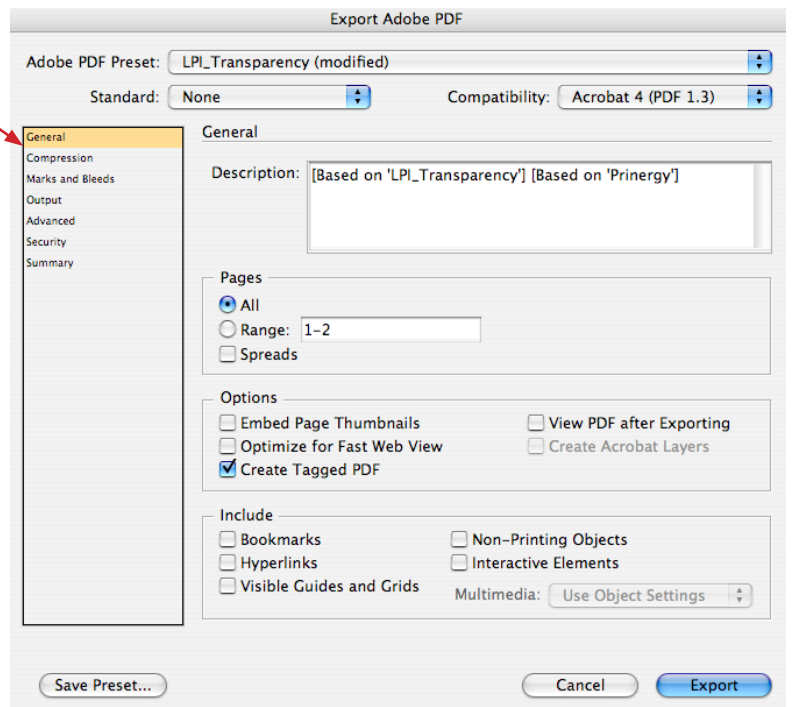 Export Adobe PDF
Adobe PDF Preset: LPI_Transparency (modified)
Standard: None Compatibility: Acrobat 4 (PDF 1.3)
General
Compression
Marks and Bleeds
Output
Advanced
Security
Summary
General
Description: [Based on 'LPI_Transparency'] [Based on 'Prinergy']
Pages
All
Range: 1-2
Spreads
Options
Embed Page Thumbnails
Optimize for Fast Web View
Create Tagged PDF
View PDF after Exporting
Create Acrobat Layers
Include
Bookmarks
Hyperlinks
Visible Guides and Grids
Non-Printing Objects
Interactive Elements
Multimedia: Use Object Settings
Save Preset...
Cancel
Export